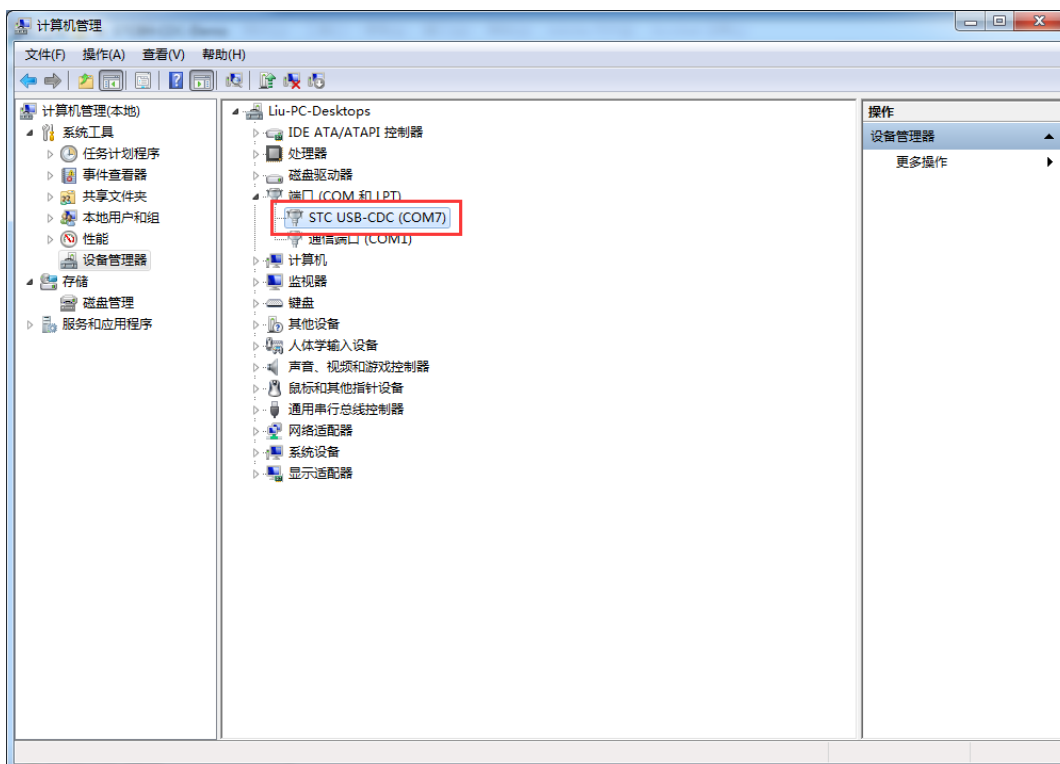 计算机管理
文件(F) 操作(A) 查看(V) 帮助(H)
计算机管理(本地)
系统工具
任务计划程序
事件查看器
共享文件夹
本地用户和组
性能
设备管理器
存储
磁盘管理
服务和应用程序
Liu-PC-Desktops
IDE ATA/ATAPI 控制器
处理器
磁盘驱动器
端口 (COM 和 LPT)
STC USB-CDC (COM7)
通信端口 (COM1)
计算机
监视器
键盘
其他设备
人体学输入设备
声音、视频和游戏控制器
鼠标和其他指针设备
通用串行总线控制器
网络适配器
系统设备
显示适配器
操作
设备管理器
更多操作